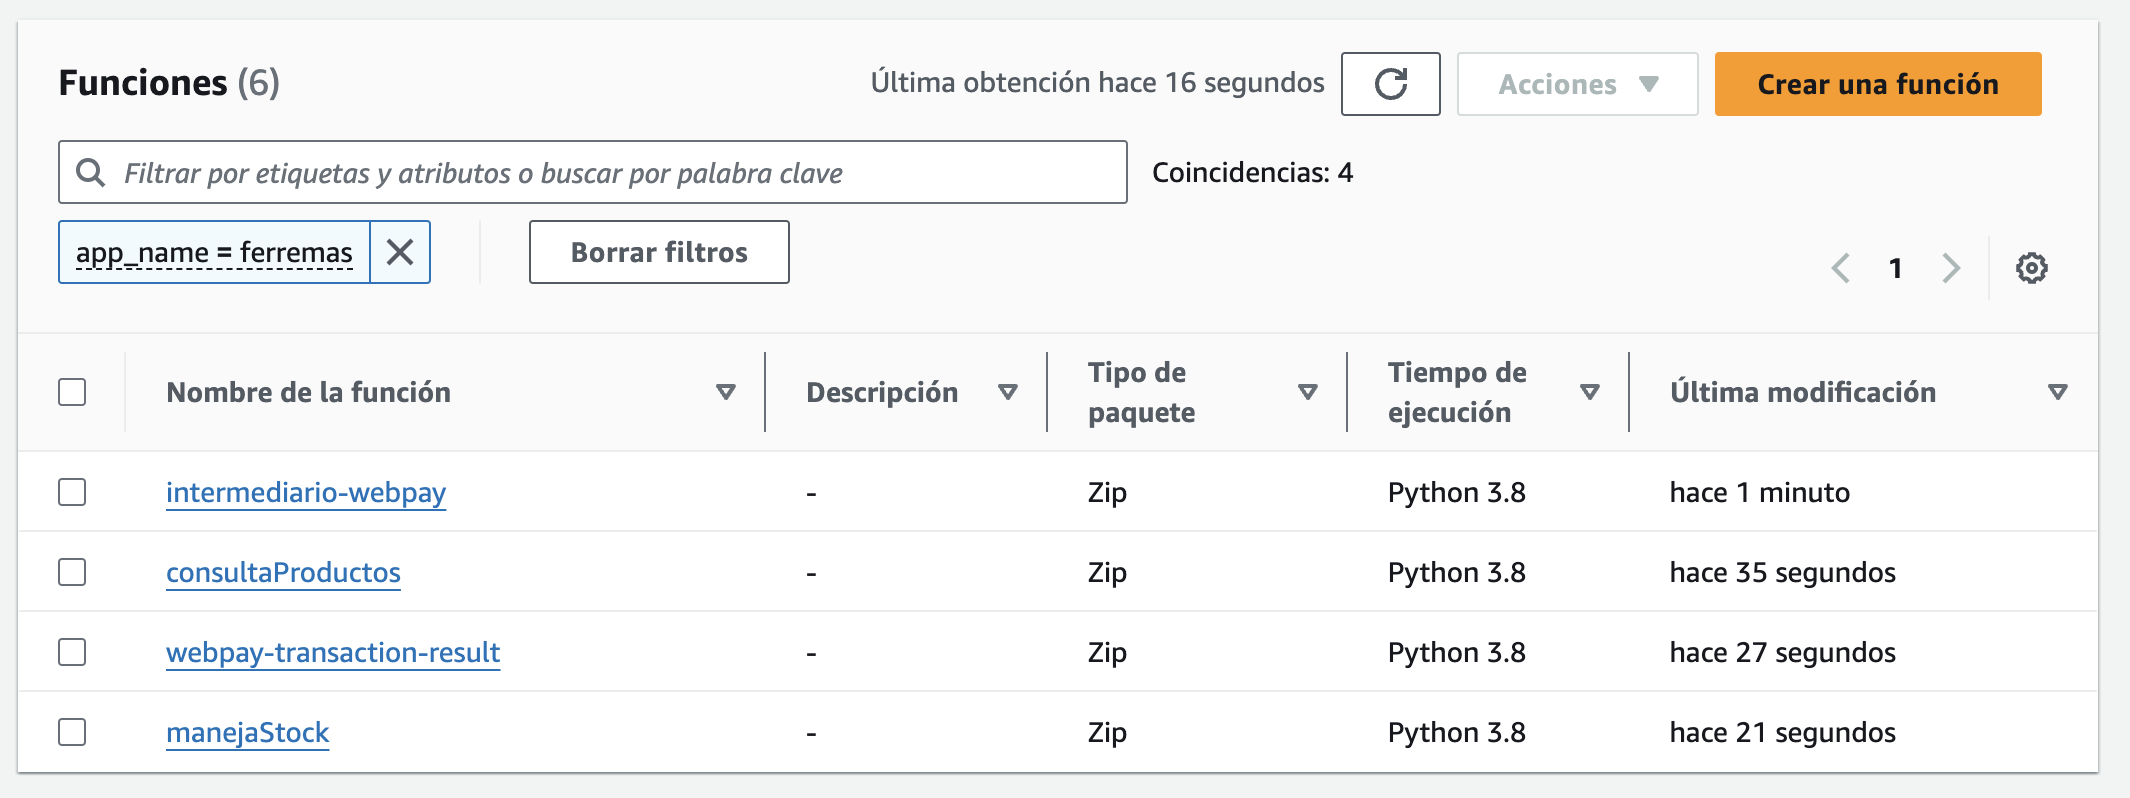 Funciones (6)
Última obtención hace 16 segundos
Acciones
Crear una función
Filtrar por etiquetas y atributos o buscar por palabra clave
Coincidencias: 4
app_name = ferremas
Borrar filtros
1
Nombre de la función
Descripción
Tipo de paquete
Tiempo de ejecución
Última modificación
intermediario-webpay - Zip Python 3.8 hace 1 minuto
consultaProductos - Zip Python 3.8 hace 35 segundos
webpay-transaction-result - Zip Python 3.8 hace 27 segundos
manejaStock - Zip Python 3.8 hace 21 segundos